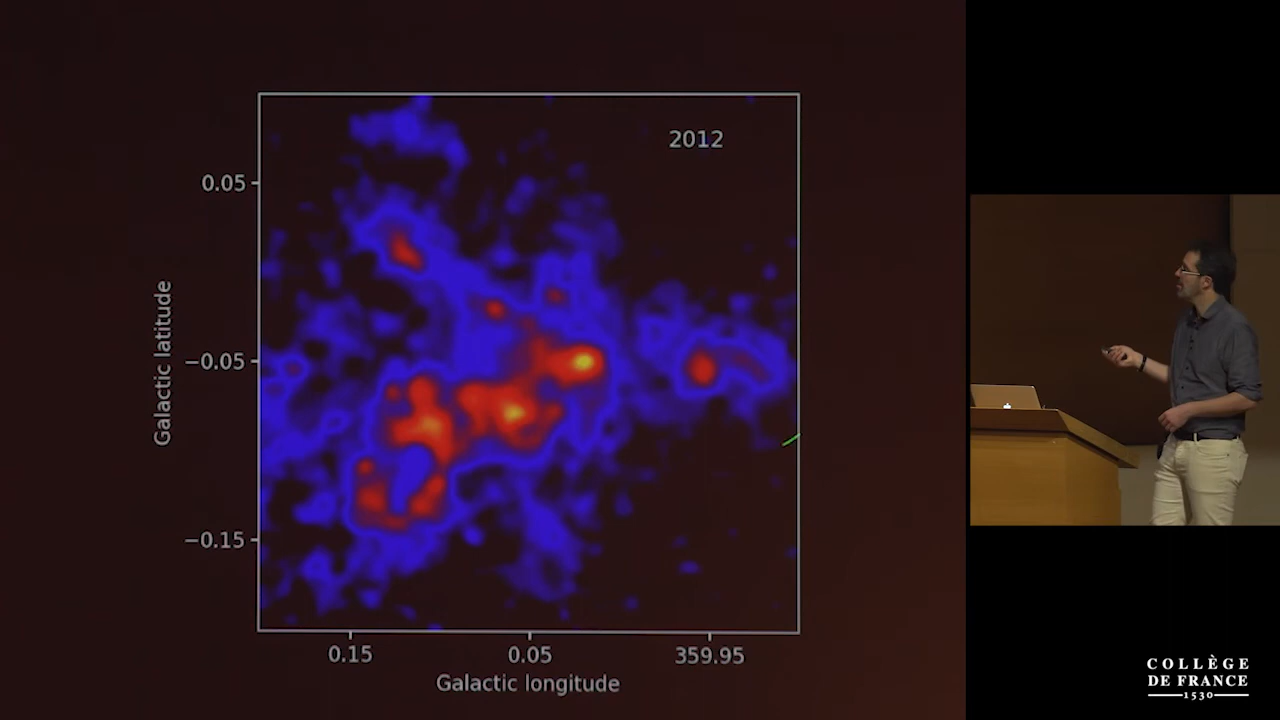 2012
0.05
−0.05
−0.15
Galactic latitude
0.15
0.05
359.95
Galactic longitude
COLLÈGE
DE FRANCE
1530